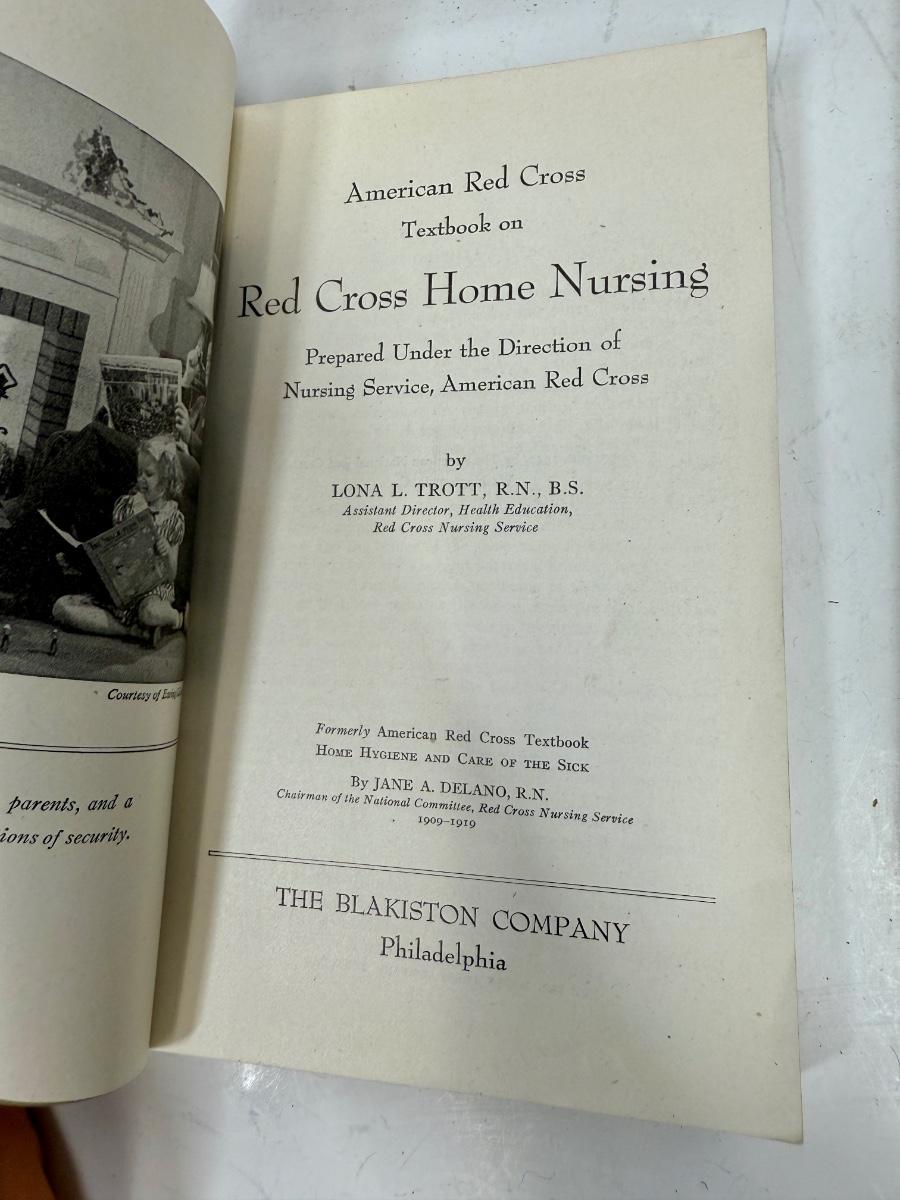 Courtesy of
parents, and a
ions of security.
American Red Cross
Textbook on
Red Cross Home Nursing
Prepared Under the Direction of
Nursing Service, American Red Cross
by
LONA L. TROTT, R.N., B.S.
Assistant Director, Health Education,
Red Cross Nursing Service
Formerly American Red Cross Textbook
HOME HYGIENE AND CARE OF THE SICK
By JANE A. DELANO, R.N.
Chairman of the National Committee, Red Cross Nursing Service
1909–1919
THE BLAKISTON COMPANY
Philadelphia